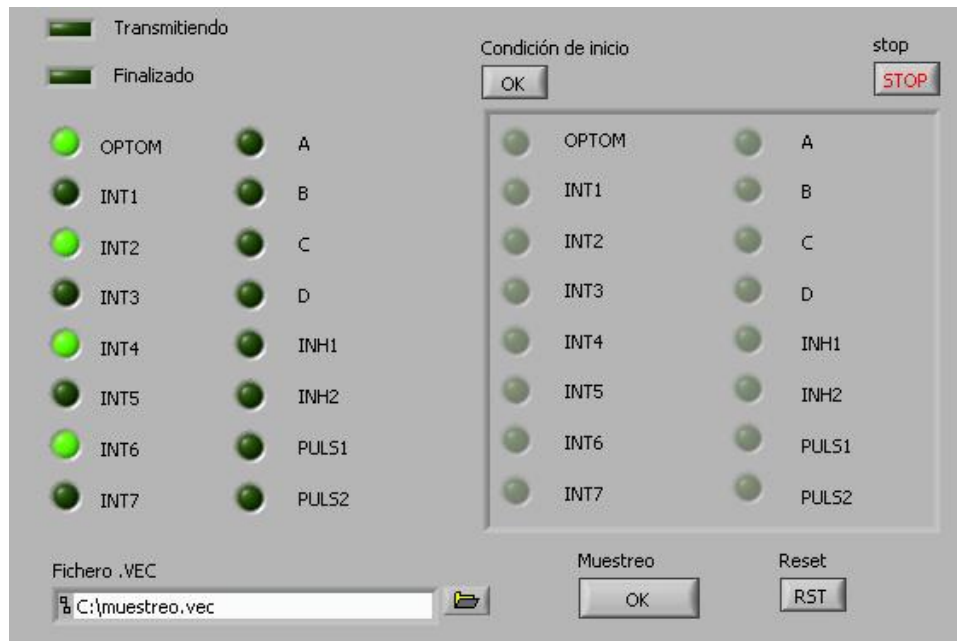 Transmitiendo
Finalizado
Condición de inicio
OK
stop
STOP
OPTOM A
INT1 B
INT2 C
INT3 D
INT4 INH1
INT5 INH2
INT6 PULS1
INT7 PULS2
OPTOM A
INT1 B
INT2 C
INT3 D
INT4 INH1
INT5 INH2
INT6 PULS1
INT7 PULS2
Fichero .VEC
C:\muestreo.vec
Muestreo
OK
Reset
RST